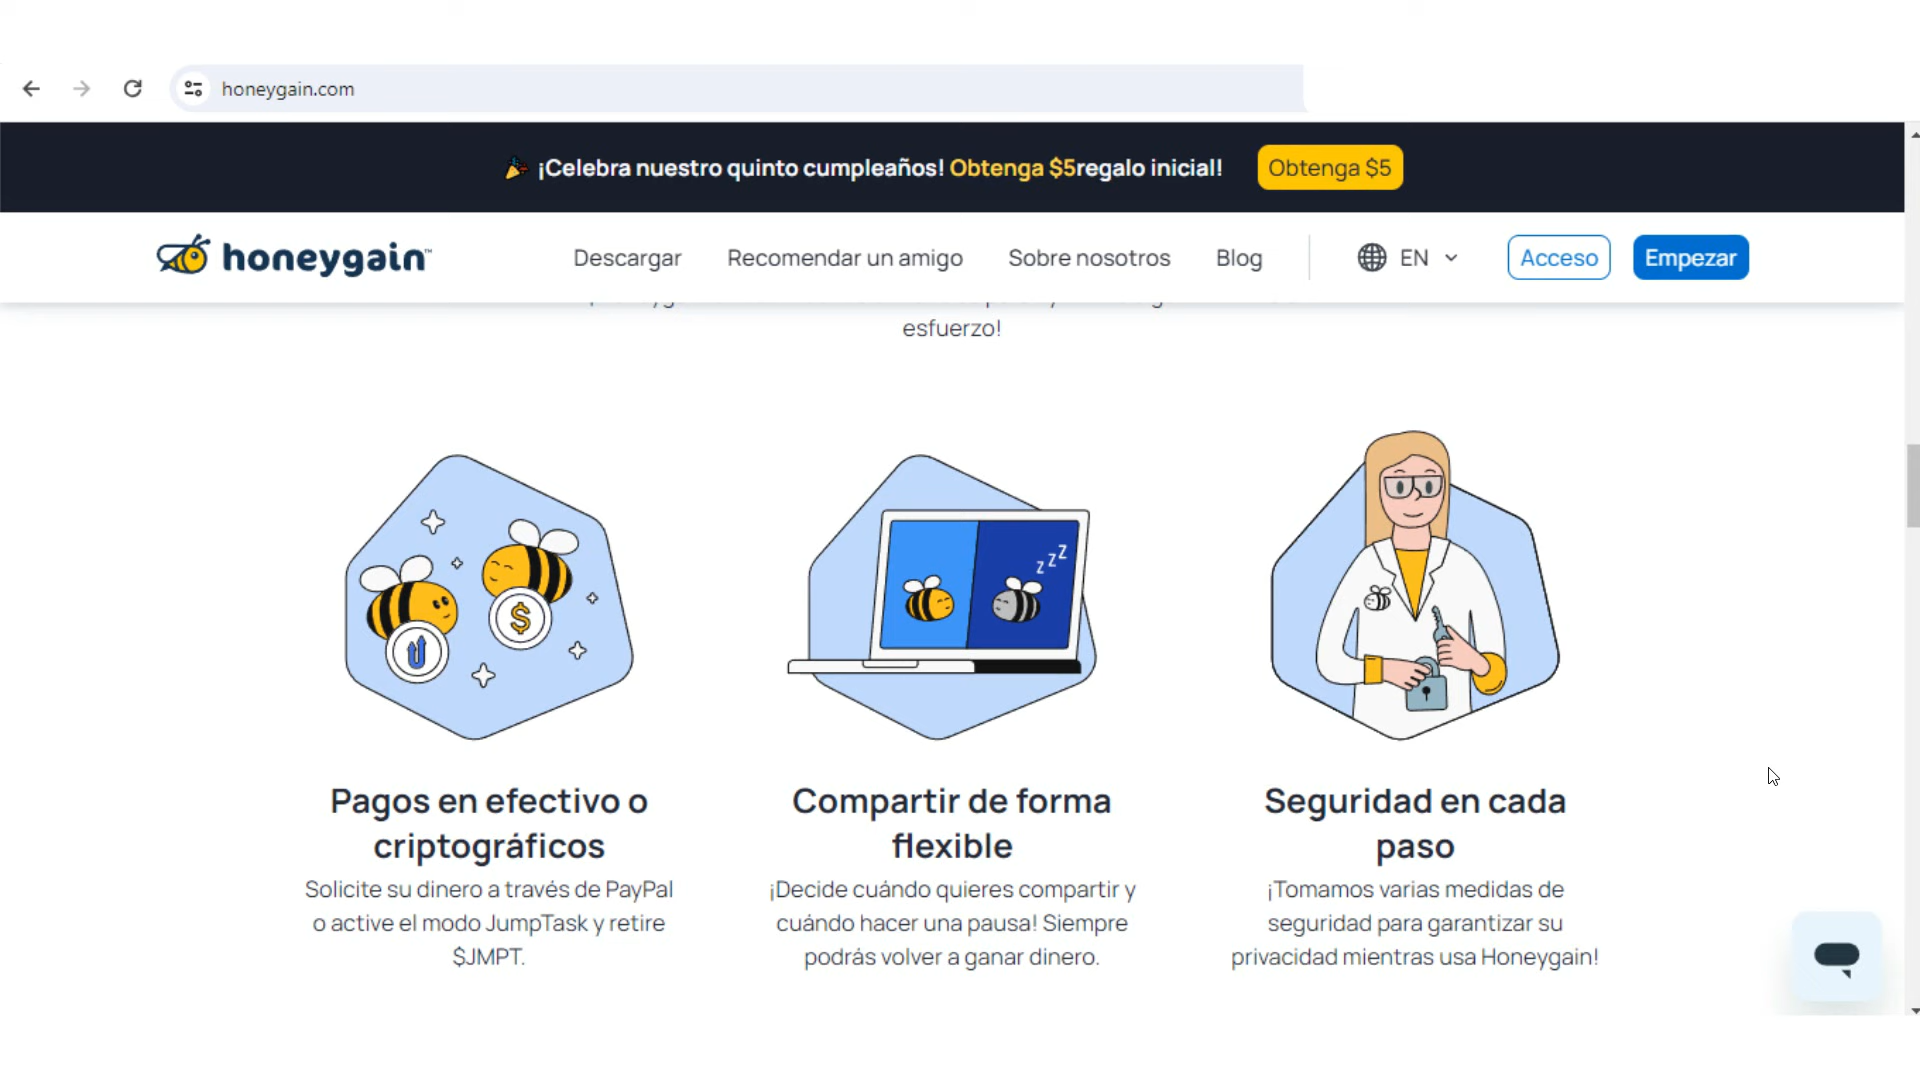 honeygain.com
¡Celebra nuestro quinto cumpleaños! Obtenga $5regalo inicial!
Obtenga $5
honeygain™
Descargar
Recomendar un amigo
Sobre nosotros
Blog
EN
Acceso
Empezar
esfuerzo!
z z z
$
Pagos en efectivo o
criptográficos
Solicite su dinero a través de PayPal
o active el modo JumpTask y retire
$JMPT.
Compartir de forma
flexible
¡Decide cuándo quieres compartir y
cuándo hacer una pausa! Siempre
podrás volver a ganar dinero.
Seguridad en cada
paso
¡Tomamos varias medidas de
seguridad para garantizar su
privacidad mientras usa Honeygain!